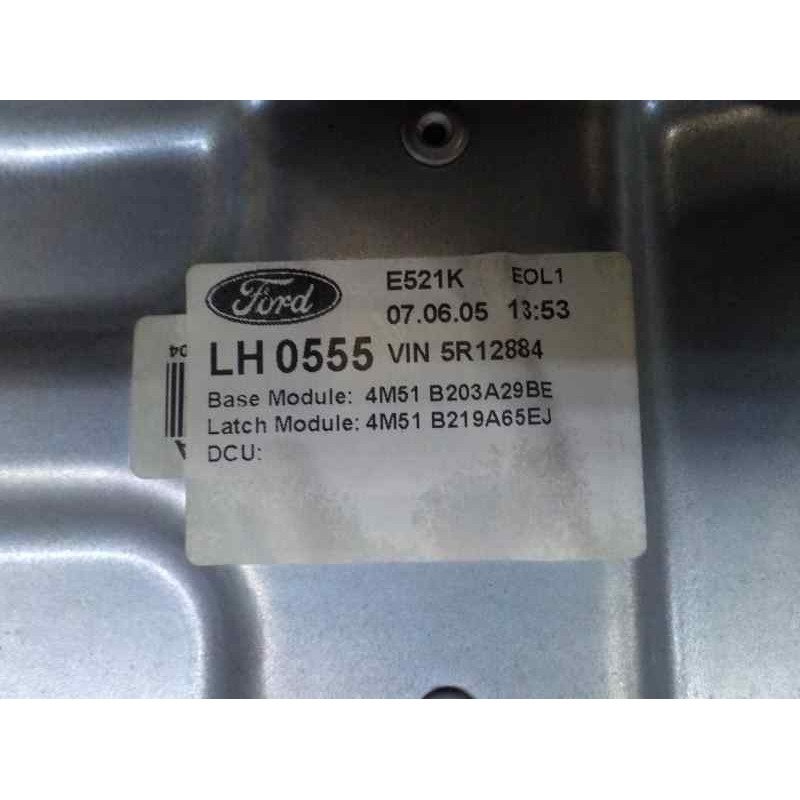 Ford E521K EOL1
07.06.05 13:53
LH 0555 VIN 5R12884
Base Module: 4M51 B203A29BE
Latch Module: 4M51 B219A65EJ
DCU:
04